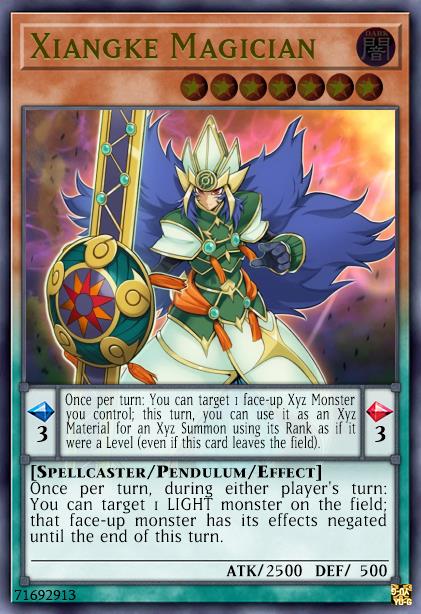 Xiangke Magician
DARK
闇
Once per turn: You can target 1 face-up Xyz Monster
you control; this turn, you can use it as an Xyz
Material for an Xyz Summon using its Rank as if it
were a Level (even if this card leaves the field).
3
3
[Spellcaster/Pendulum/Effect]
Once per turn, during either player's turn:
You can target 1 LIGHT monster on the field;
that face-up monster has its effects negated
until the end of this turn.
ATK/2500 DEF/ 500
71692913